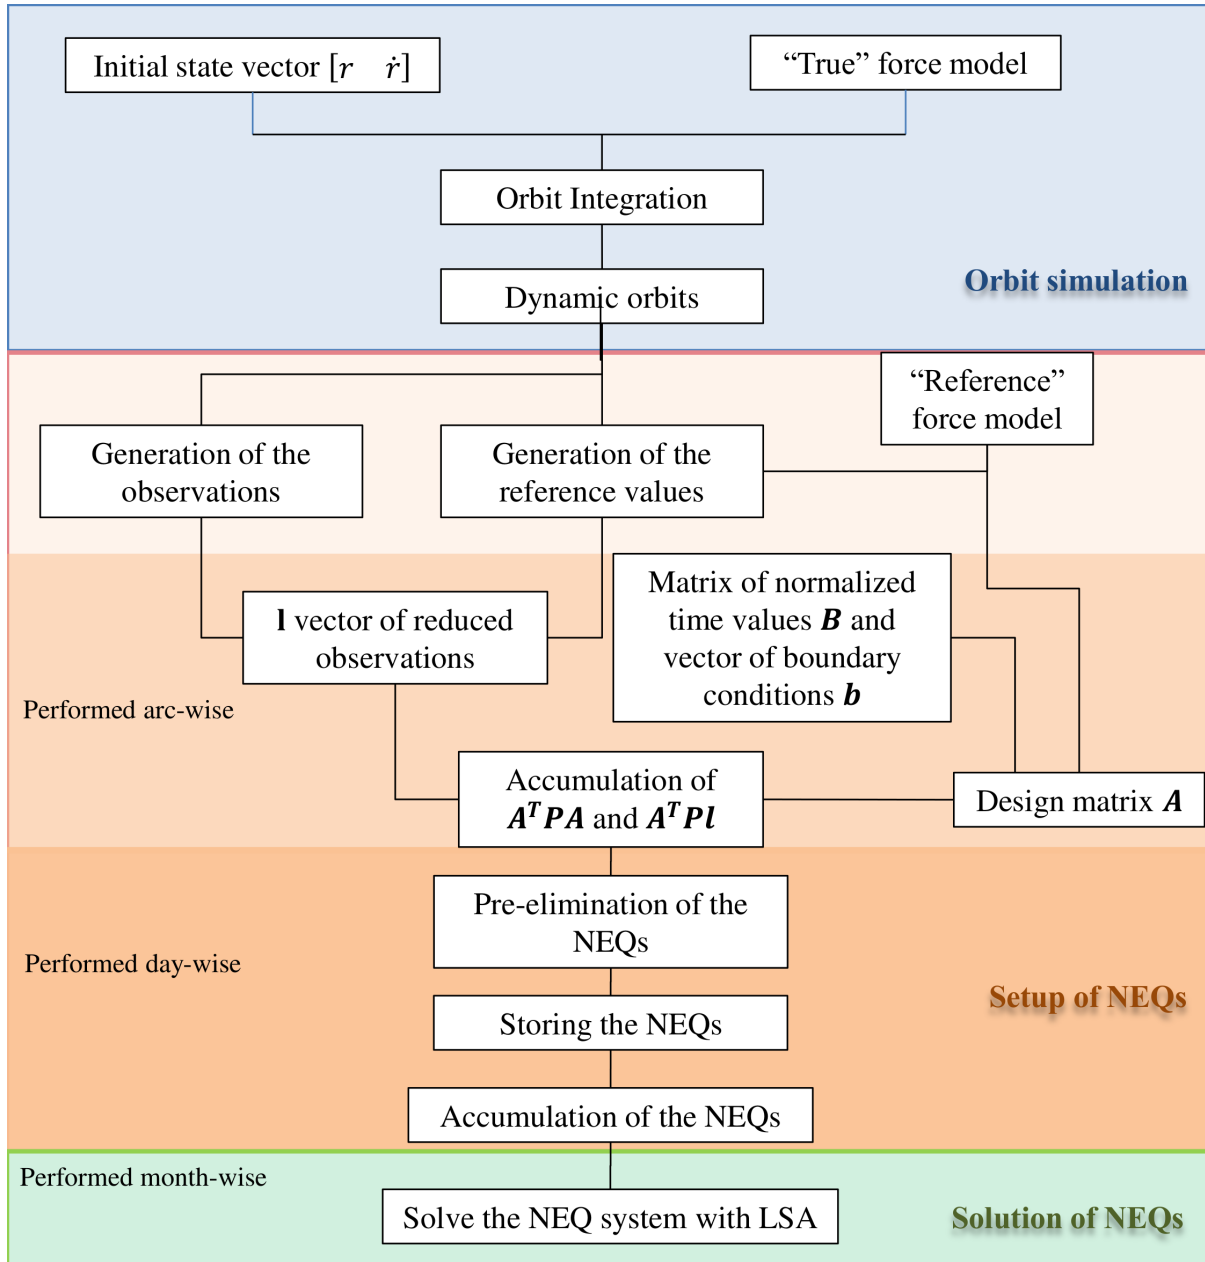 Initial state vector [r ṙ]
“True” force model
Orbit Integration
Dynamic orbits
Orbit simulation
“Reference”
force model
Generation of the
observations
Generation of the
reference values
Matrix of normalized
time values B and
vector of boundary
conditions b
l vector of reduced
observations
Performed arc-wise
Accumulation of
AᵀPA and AᵀPl
Design matrix A
Pre-elimination of the
NEQs
Performed day-wise
Setup of NEQs
Storing the NEQs
Accumulation of the NEQs
Performed month-wise
Solve the NEQ system with LSA
Solution of NEQs